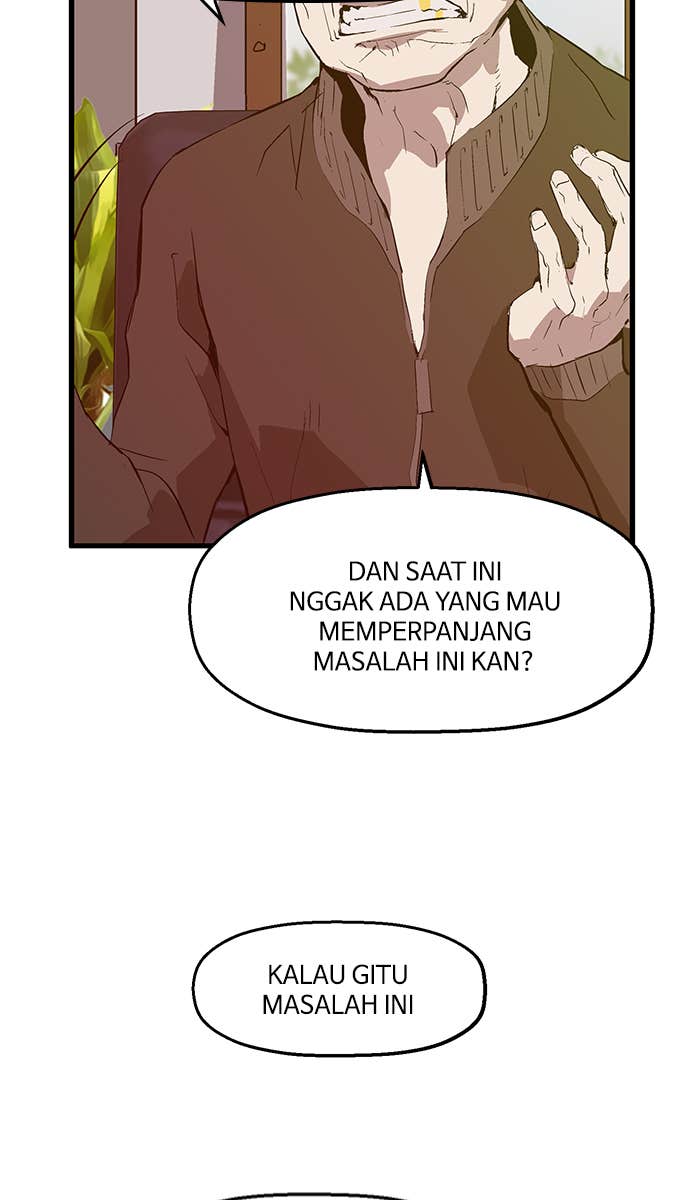 DAN SAAT INI
NGGAK ADA YANG MAU
MEMPERPANJANG
MASALAH INI KAN?
KALAU GITU
MASALAH INI